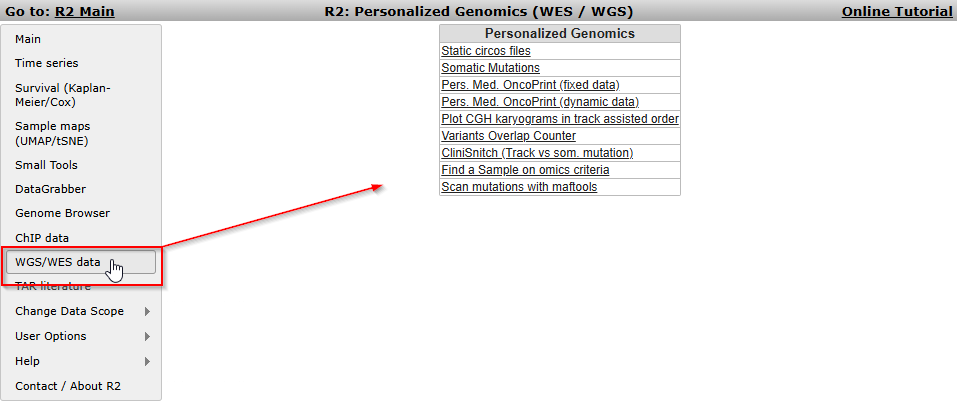 Go to: R2 Main
R2: Personalized Genomics (WES / WGS)
Online Tutorial
Main
Time series
Survival (Kaplan-
Meier/Cox)
Sample maps
(UMAP/tSNE)
Small Tools
DataGrabber
Genome Browser
ChIP data
WGS/WES data
TAR literature
Change Data Scope
User Options
Help
Contact / About R2
Personalized Genomics
Static circos files
Somatic Mutations
Pers. Med. OncoPrint (fixed data)
Pers. Med. OncoPrint (dynamic data)
Plot CGH karyograms in track assisted order
Variants Overlap Counter
CliniSnitch (Track vs som. mutation)
Find a Sample on omics criteria
Scan mutations with maftools